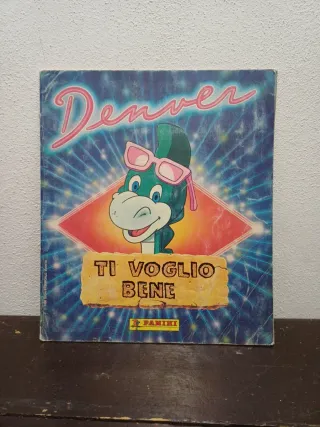 Denver
TI VOGLIO
BENE
PANINI